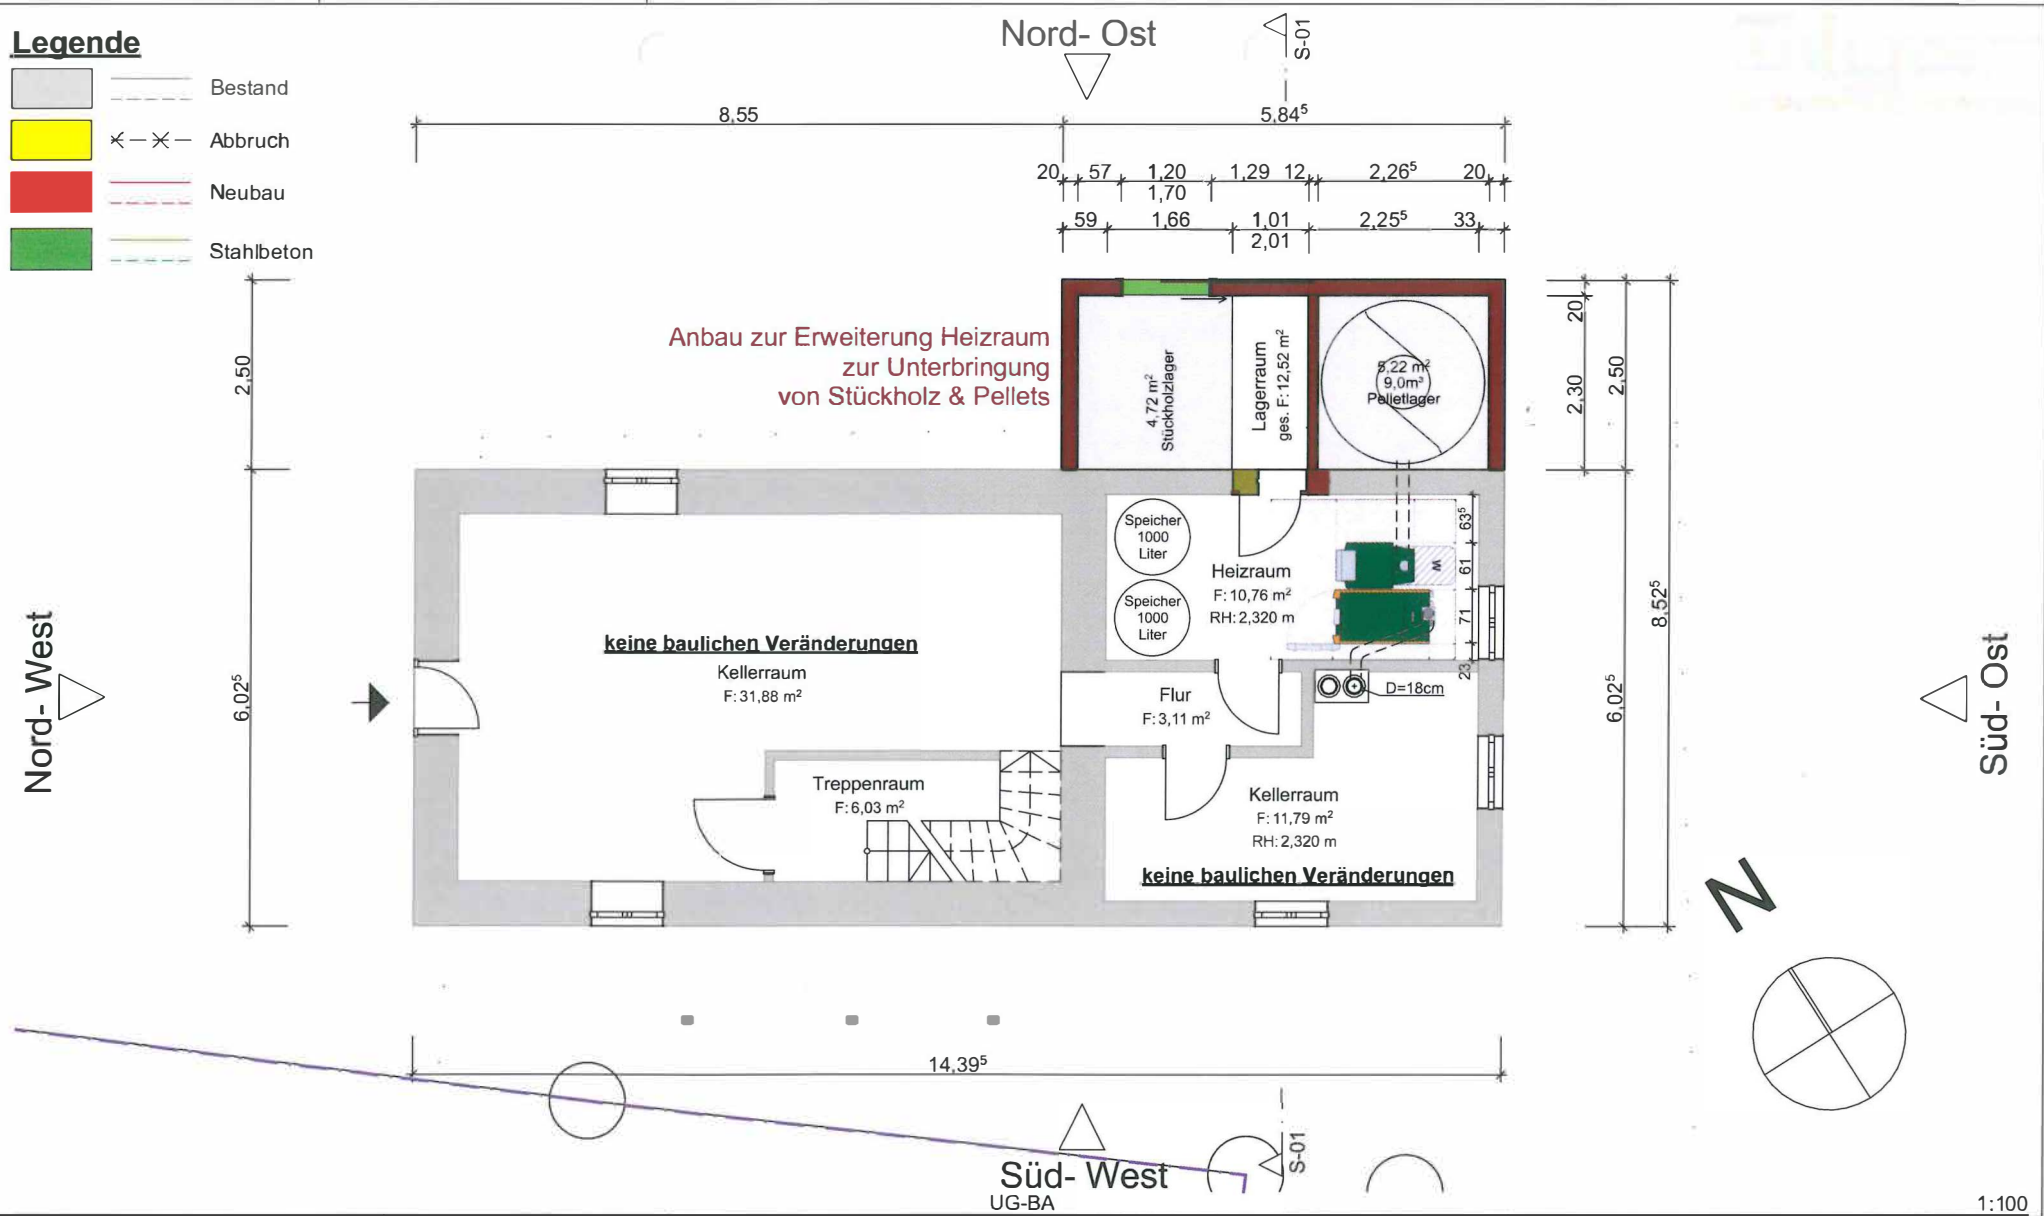 Legende
Bestand
Abbruch
Neubau
Stahlbeton
Nord- Ost
S-01
8,55
5,84⁵
20 57 1,20 1,29 12 2,26⁵ 20
1,70
59 1,66 1,01 2,25⁵ 33
2,01
Anbau zur Erweiterung Heizraum
zur Unterbringung
von Stückholz & Pellets
4,72 m²
Stückholzlager
Lagerraum
ges. F: 12,52 m²
5,22 m²
9,0m³
Pelletlager
2,50
6,02⁵
20
2,30
2,50
6,02⁵
8,52⁵
Speicher
1000
Liter
Speicher
1000
Liter
Heizraum
F: 10,76 m²
RH: 2,320 m
W
63⁵
61
71
23
D=18cm
keine baulichen Veränderungen
Kellerraum
F: 31,88 m²
Flur
F: 3,11 m²
Treppenraum
F: 6,03 m²
Kellerraum
F: 11,79 m²
RH: 2,320 m
keine baulichen Veränderungen
Nord- West
Süd- Ost
N
14,39⁵
S-01
Süd- West
UG-BA
1:100